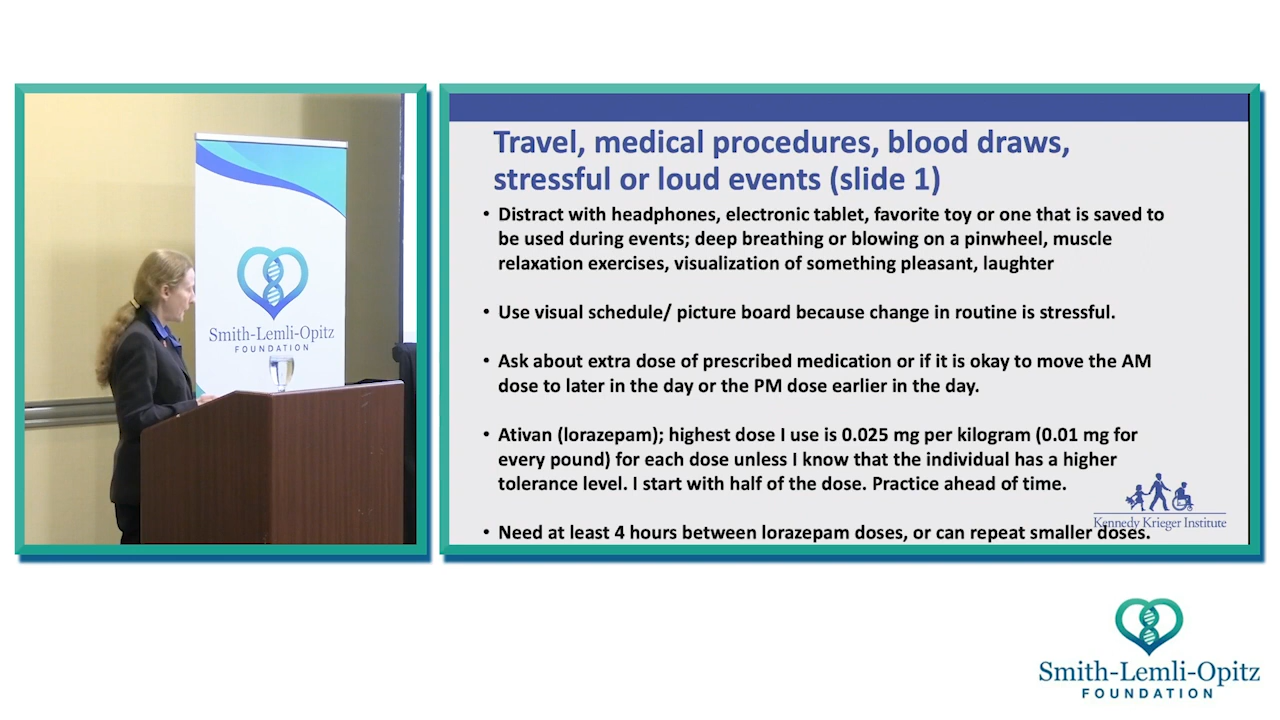 Smith-Lemli-Opitz
FOUNDATION
Travel, medical procedures, blood draws,
stressful or loud events (slide 1)
• Distract with headphones, electronic tablet, favorite toy or one that is saved to
be used during events; deep breathing or blowing on a pinwheel, muscle
relaxation exercises, visualization of something pleasant, laughter
• Use visual schedule/ picture board because change in routine is stressful.
• Ask about extra dose of prescribed medication or if it is okay to move the AM
dose to later in the day or the PM dose earlier in the day.
• Ativan (lorazepam); highest dose I use is 0.025 mg per kilogram (0.01 mg for
every pound) for each dose unless I know that the individual has a higher
tolerance level. I start with half of the dose. Practice ahead of time.
Kennedy Krieger Institute
• Need at least 4 hours between lorazepam doses, or can repeat smaller doses.
Smith-Lemli-Opitz
FOUNDATION